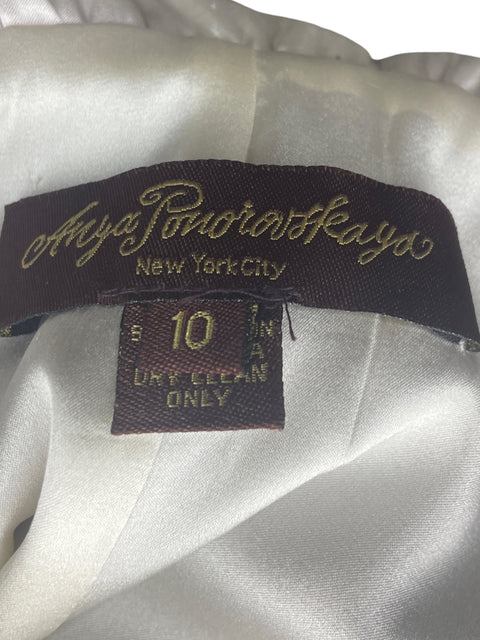 Anya Ponorovskaya
New York City
10
DRY CLEAN
ONLY